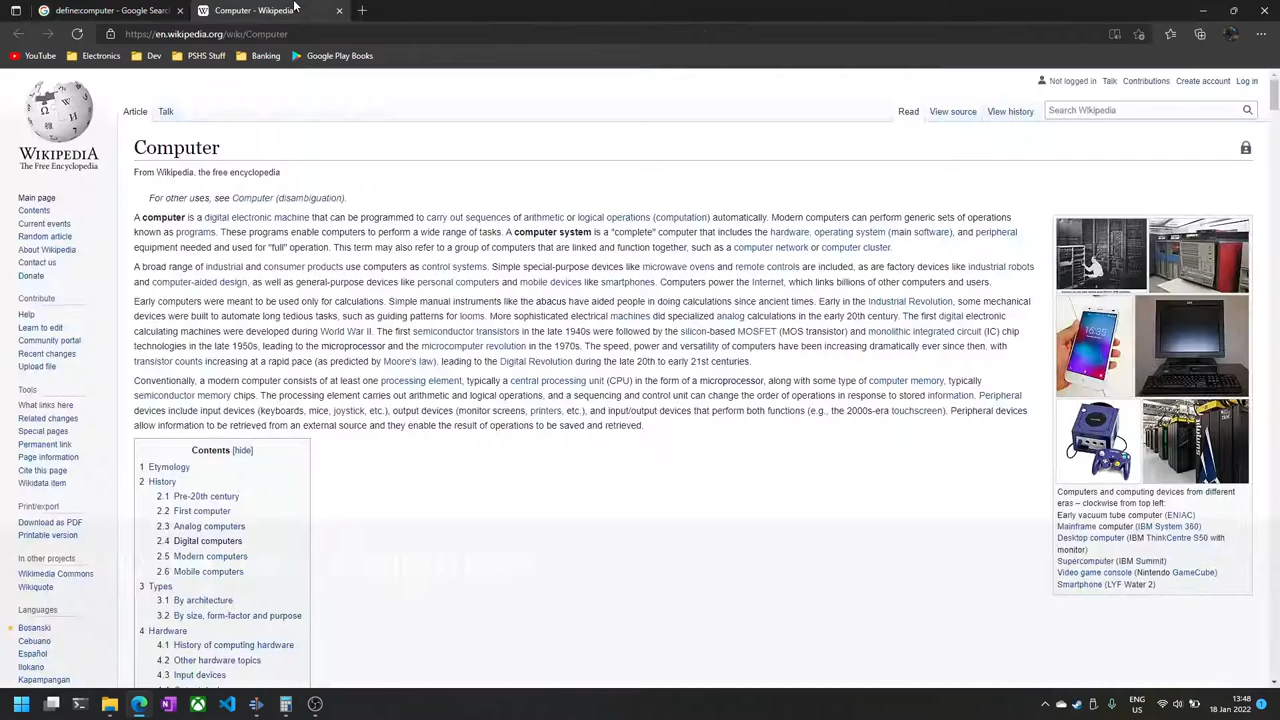 define:computer - Google Searc
Computer - Wikipedia
https://en.wikipedia.org/wiki/Computer
YouTube
Electronics
Dev
PSHS Stuff
Banking
Google Play Books
Not logged in
Talk
Contributions
Create account
Log in
WIKIPEDIA
The Free Encyclopedia
Article
Talk
Read
View source
View history
Search Wikipedia
Computer
From Wikipedia, the free encyclopedia
For other uses, see Computer (disambiguation).
A computer is a digital electronic machine that can be programmed to carry out sequences of arithmetic or logical operations (computation) automatically. Modern computers can perform generic sets of operations
known as programs. These programs enable computers to perform a wide range of tasks. A computer system is a "complete" computer that includes the hardware, operating system (main software), and peripheral
equipment needed and used for "full" operation. This term may also refer to a group of computers that are linked and function together, such as a computer network or computer cluster.
A broad range of industrial and consumer products use computers as control systems. Simple special-purpose devices like microwave ovens and remote controls are included, as are factory devices like industrial robots
and computer-aided design, as well as general-purpose devices like personal computers and mobile devices like smartphones. Computers power the Internet, which links billions of other computers and users.
Early computers were meant to be used only for calculations. Simple manual instruments like the abacus have aided people in doing calculations since ancient times. Early in the Industrial Revolution, some mechanical
devices were built to automate long tedious tasks, such as guiding patterns for looms. More sophisticated electrical machines did specialized analog calculations in the early 20th century. The first digital electronic
calculating machines were developed during World War II. The first semiconductor transistors in the late 1940s were followed by the silicon-based MOSFET (MOS transistor) and monolithic integrated circuit (IC) chip
technologies in the late 1950s, leading to the microprocessor and the microcomputer revolution in the 1970s. The speed, power and versatility of computers have been increasing dramatically ever since then, with
transistor counts increasing at a rapid pace (as predicted by Moore's law), leading to the Digital Revolution during the late 20th to early 21st centuries.
Conventionally, a modern computer consists of at least one processing element, typically a central processing unit (CPU) in the form of a microprocessor, along with some type of computer memory, typically
semiconductor memory chips. The processing element carries out arithmetic and logical operations, and a sequencing and control unit can change the order of operations in response to stored information. Peripheral
devices include input devices (keyboards, mice, joystick, etc.), output devices (monitor screens, printers, etc.), and input/output devices that perform both functions (e.g., the 2000s-era touchscreen). Peripheral devices
allow information to be retrieved from an external source and they enable the result of operations to be saved and retrieved.
Main page
Contents
Current events
Random article
About Wikipedia
Contact us
Donate
Contribute
Help
Learn to edit
Community portal
Recent changes
Upload file
Tools
What links here
Related changes
Special pages
Permanent link
Page information
Cite this page
Wikidata item
Print/export
Download as PDF
Printable version
In other projects
Wikimedia Commons
Wikiquote
Languages
Bosanski
Cebuano
Español
Ilokano
Kapampangan
Contents [hide]
1 Etymology
2 History
2.1 Pre-20th century
2.2 First computer
2.3 Analog computers
2.4 Digital computers
2.5 Modern computers
2.6 Mobile computers
3 Types
3.1 By architecture
3.2 By size, form-factor and purpose
4 Hardware
4.1 History of computing hardware
4.2 Other hardware topics
4.3 Input devices
Computers and computing devices from different
eras – clockwise from top left:
Early vacuum tube computer (ENIAC)
Mainframe computer (IBM System 360)
Desktop computer (IBM ThinkCentre S50 with
monitor)
Supercomputer (IBM Summit)
Video game console (Nintendo GameCube)
Smartphone (LYF Water 2)
ENG
US
13:48
18 Jan 2022